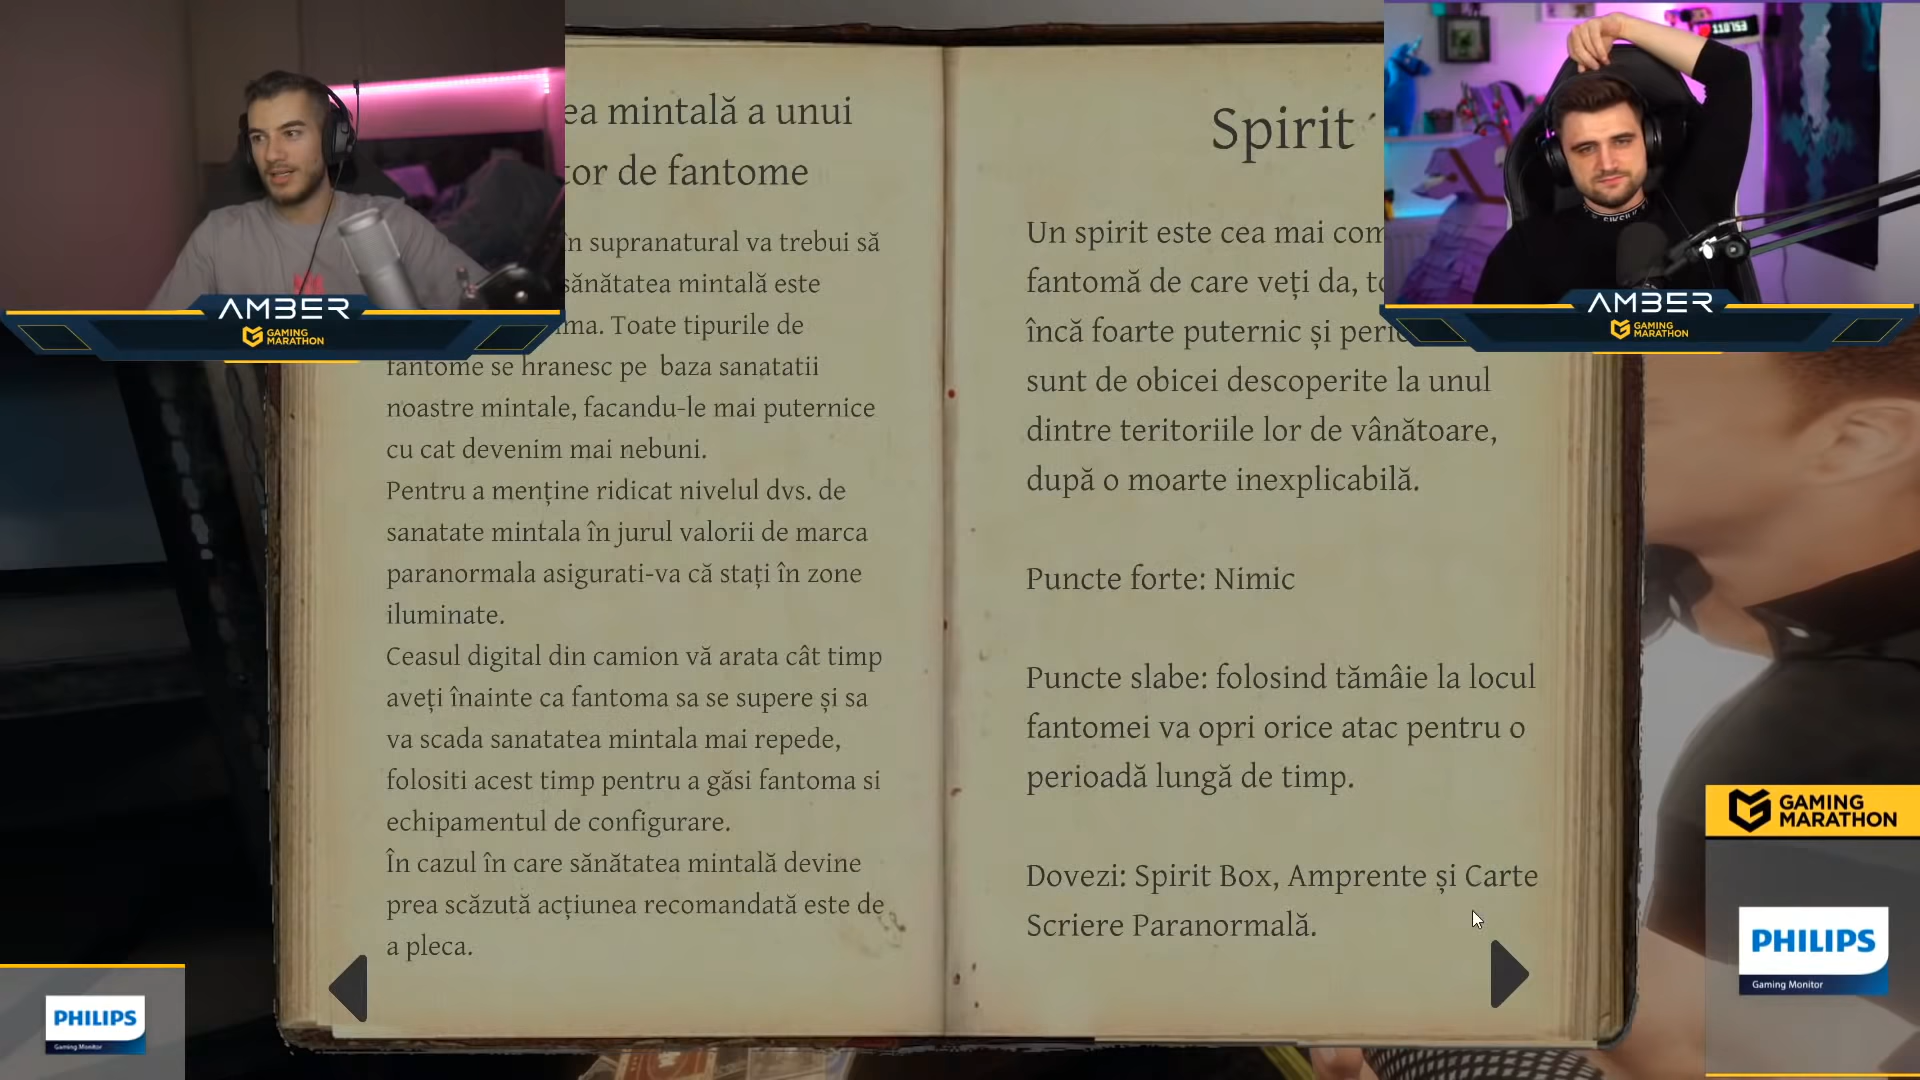 ea mintală a unui
tor de fantome
în supranatural va trebui să
sănătatea mintală este
ma. Toate tipurile de
fantome se hranesc pe baza sanatatii
noastre mintale, facandu-le mai puternice
cu cat devenim mai nebuni.
Pentru a menține ridicat nivelul dvs. de
sanatate mintala în jurul valorii de marca
paranormala asigurati-va că stați în zone
iluminate.
Ceasul digital din camion vă arata cât timp
aveți înainte ca fantoma sa se supere și sa
va scada sanatatea mintala mai repede,
folositi acest timp pentru a găsi fantoma si
echipamentul de configurare.
În cazul în care sănătatea mintală devine
prea scăzută acțiunea recomandată este de
a pleca.
Spirit
Un spirit este cea mai com
fantomă de care veți da, to
încă foarte puternic și peric
sunt de obicei descoperite la unul
dintre teritoriile lor de vânătoare,
după o moarte inexplicabilă.
Puncte forte: Nimic
Puncte slabe: folosind tămâie la locul
fantomei va opri orice atac pentru o
perioadă lungă de timp.
Dovezi: Spirit Box, Amprente și Carte
Scriere Paranormală.
AMBER
GAMING
MARATHON
AMBER
GAMING
MARATHON
GAMING
MARATHON
PHILIPS
Gaming Monitor
PHILIPS
Gaming Monitor